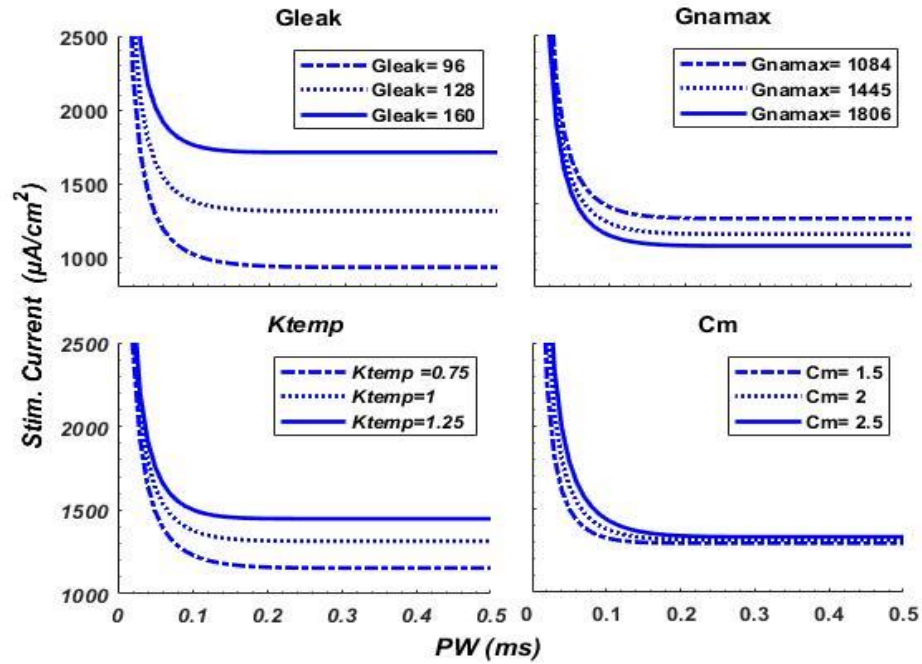 Gleak
Gnamax
2500
2000
1500
1000
Gleak= 96
Gleak= 128
Gleak= 160
Gnamax= 1084
Gnamax= 1445
Gnamax= 1806
Stim. Current (µA/cm²)
Ktemp
Cm
2500
2000
1500
1000
Ktemp =0.75
Ktemp=1
Ktemp=1.25
Cm= 1.5
Cm= 2
Cm= 2.5
0 0.1 0.2 0.3 0.4 0.5
0 0.1 0.2 0.3 0.4 0.5
PW (ms)